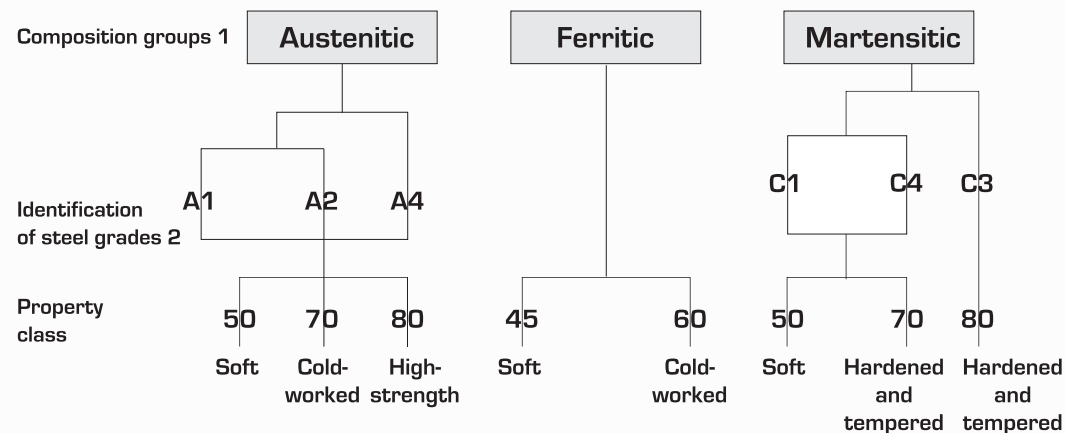 Composition groups 1 Austenitic Ferritic Martensitic
C1 C4 C3
A1 A2 A4
Identification
of steel grades 2
Property
class
50 70 80 45 60 50 70 80
Soft Cold- High- Soft Cold- Soft Hardened Hardened
worked strength worked and and
tempered tempered